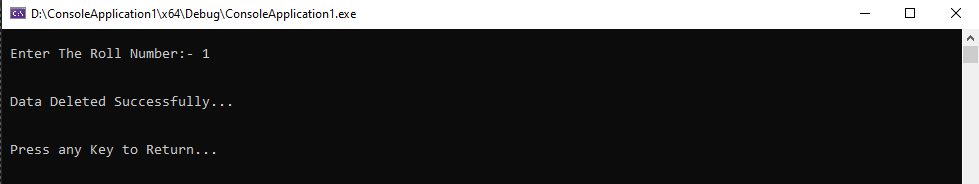 D:\ConsoleApplication1\x64\Debug\ConsoleApplication1.exe
Enter The Roll Number:- 1
Data Deleted Successfully...
Press any Key to Return...